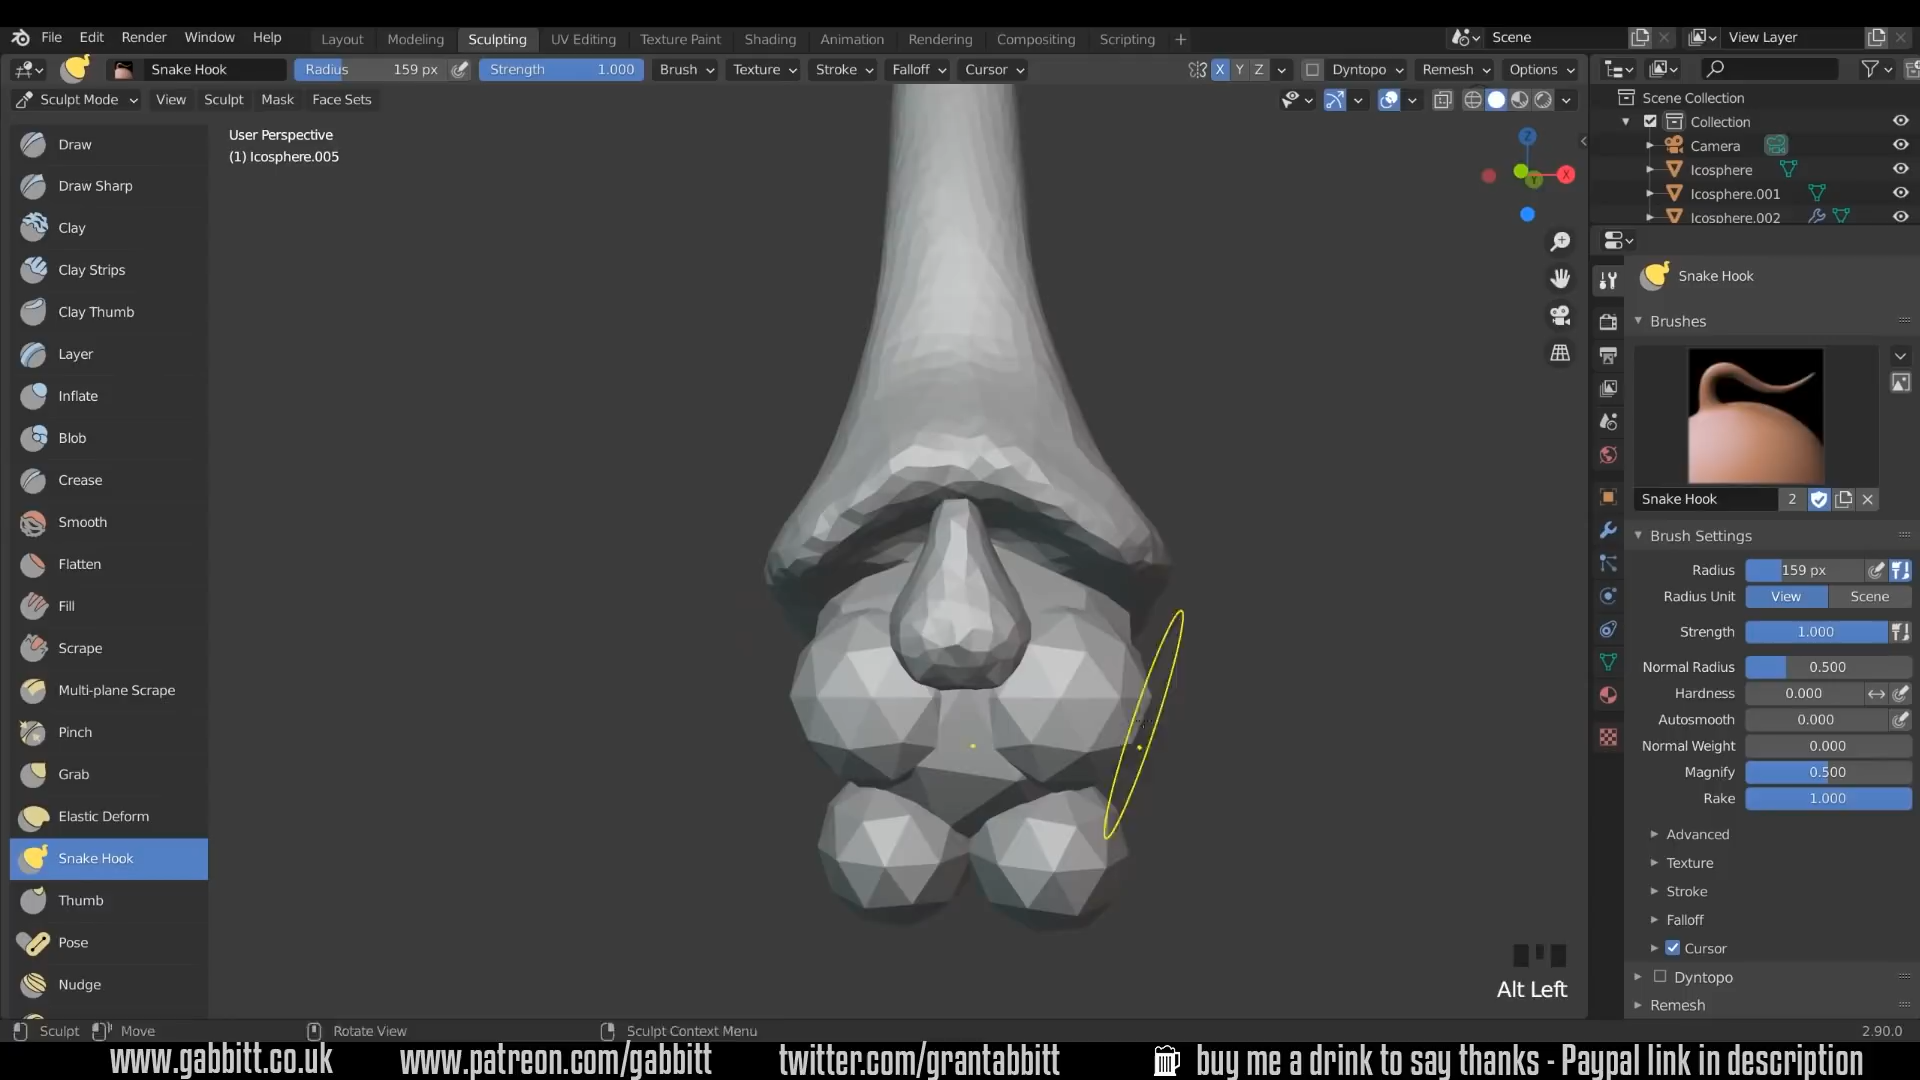 File Edit Render Window Help Layout Modeling Sculpting UV Editing Texture Paint Shading Animation Rendering Compositing Scripting + Scene View Layer
Snake Hook Radius 159 px Strength 1.000 Brush Texture Stroke Falloff Cursor X Y Z Dyntopo Remesh Options
Sculpt Mode View Sculpt Mask Face Sets
Draw
Draw Sharp
Clay
Clay Strips
Clay Thumb
Layer
Inflate
Blob
Crease
Smooth
Flatten
Fill
Scrape
Multi-plane Scrape
Pinch
Grab
Elastic Deform
Snake Hook
Thumb
Pose
Nudge
User Perspective
(1) Icosphere.005
Z
X
Y
Alt Left
Scene Collection
Collection
Camera
Icosphere
Icosphere.001
Icosphere.002
Snake Hook
Brushes
Snake Hook 2
Brush Settings
Radius 159 px
Radius Unit View Scene
Strength 1.000
Normal Radius 0.500
Hardness 0.000
Autosmooth 0.000
Normal Weight 0.000
Magnify 0.500
Rake 1.000
Advanced
Texture
Stroke
Falloff
Cursor
Dyntopo
Remesh
Sculpt Move Rotate View Sculpt Context Menu 2.90.0
www.gabbitt.co.uk www.patreon.com/gabbitt twitter.com/grantabbitt buy me a drink to say thanks - Paypal link in description